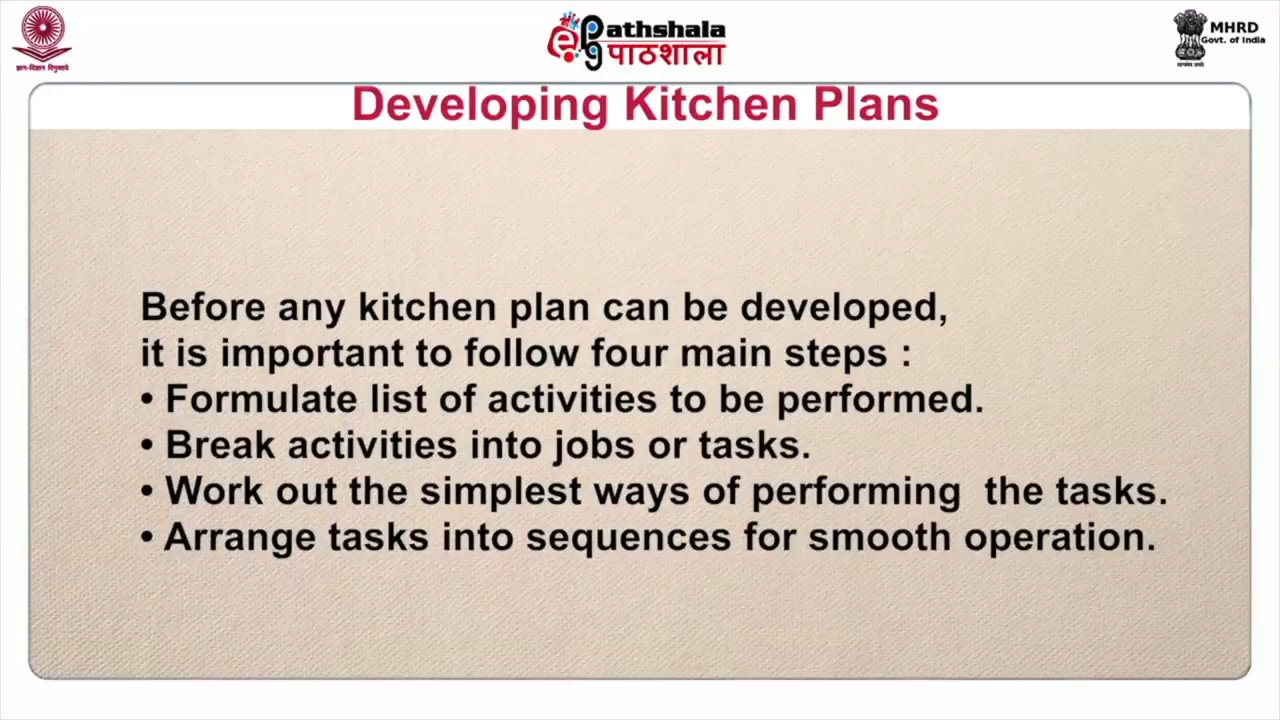 ज्ञान-विज्ञान विमुक्तये
Pathshala
पाठशाला
MHRD
Govt. of India
Developing Kitchen Plans
Before any kitchen plan can be developed,
it is important to follow four main steps :
• Formulate list of activities to be performed.
• Break activities into jobs or tasks.
• Work out the simplest ways of performing  the tasks.
• Arrange tasks into sequences for smooth operation.